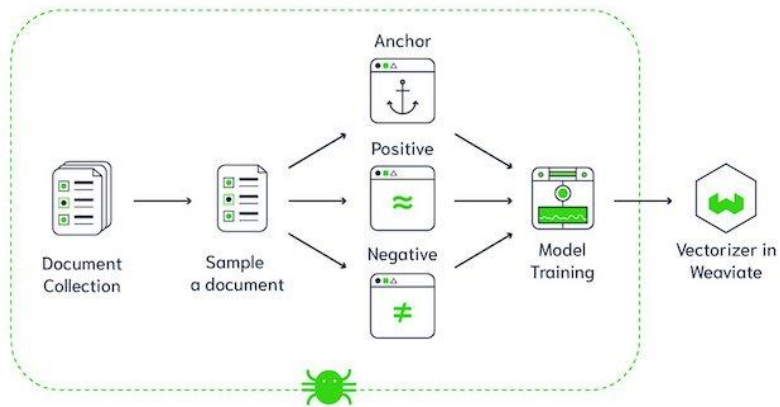 Anchor
Positive
Negative
Document
Collection
Sample
a document
Model
Training
Vectorizer in
Weaviate